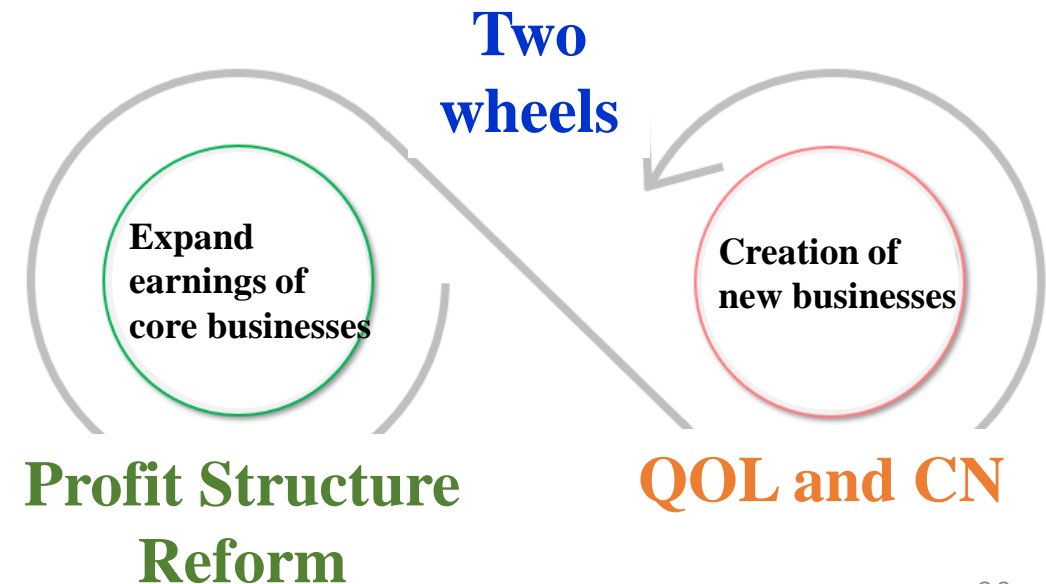 Two
wheels
Expand
earnings of
core businesses
Creation of
new businesses
Profit Structure
Reform
QOL and CN